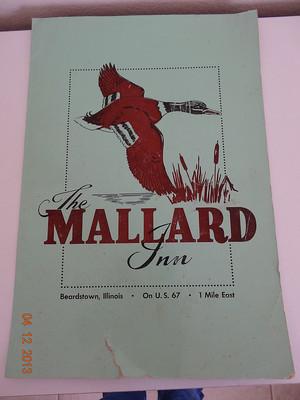 The
MALLARD
Inn
Beardstown, Illinois • On U.S. 67 • 1 Mile East
04 12 2013